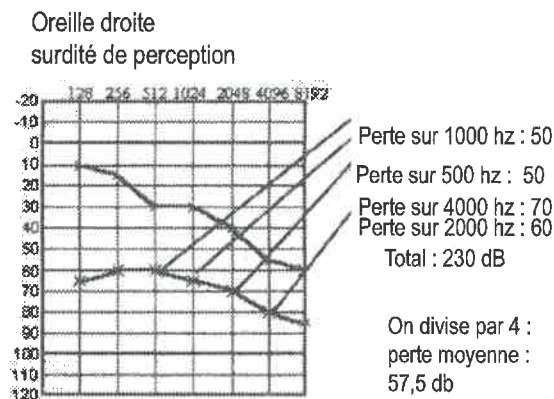 Oreille droite
surdité de perception
128 256 512 1024 2048 4096 8192
-20
-10
0
10
20
30
40
50
60
70
80
90
100
110
120
Perte sur 1000 hz : 50
Perte sur 500 hz : 50
Perte sur 4000 hz : 70
Perte sur 2000 hz : 60
Total : 230 dB
On divise par 4 :
perte moyenne :
57,5 db